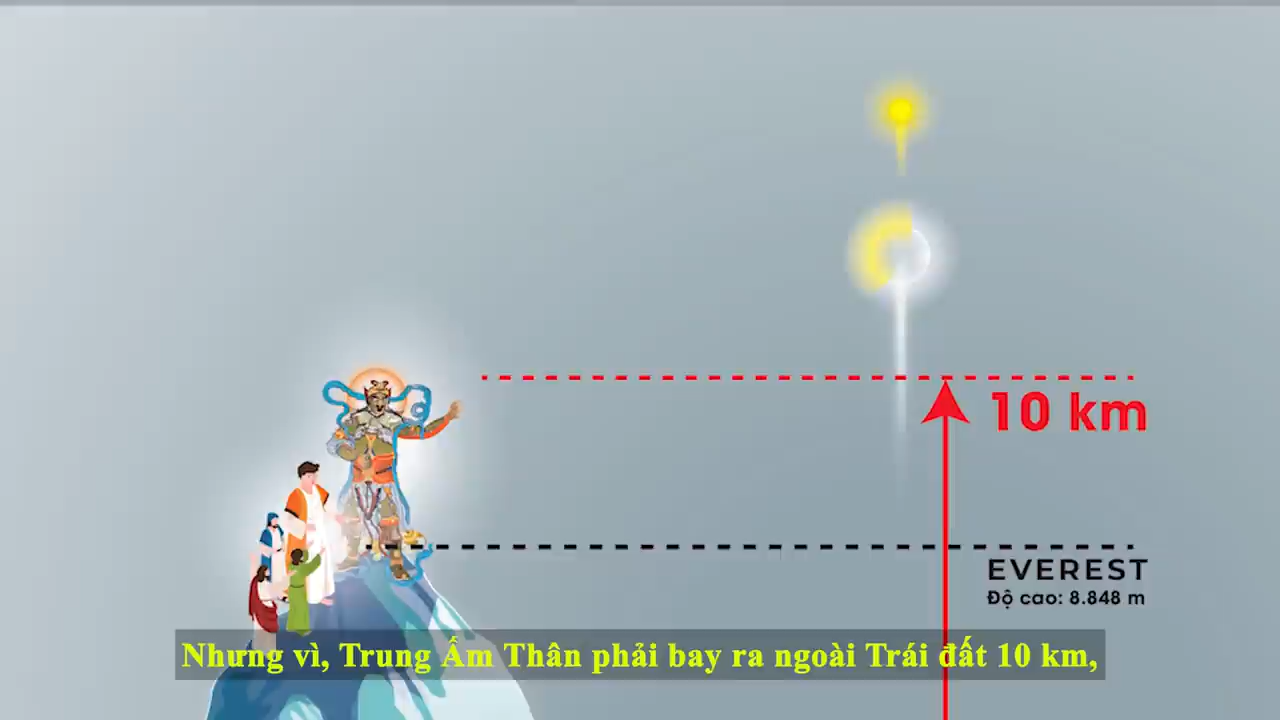 10 km
EVEREST
Độ cao: 8.848 m
Nhưng vì, Trung Ấm Thân phải bay ra ngoài Trái đất 10 km,